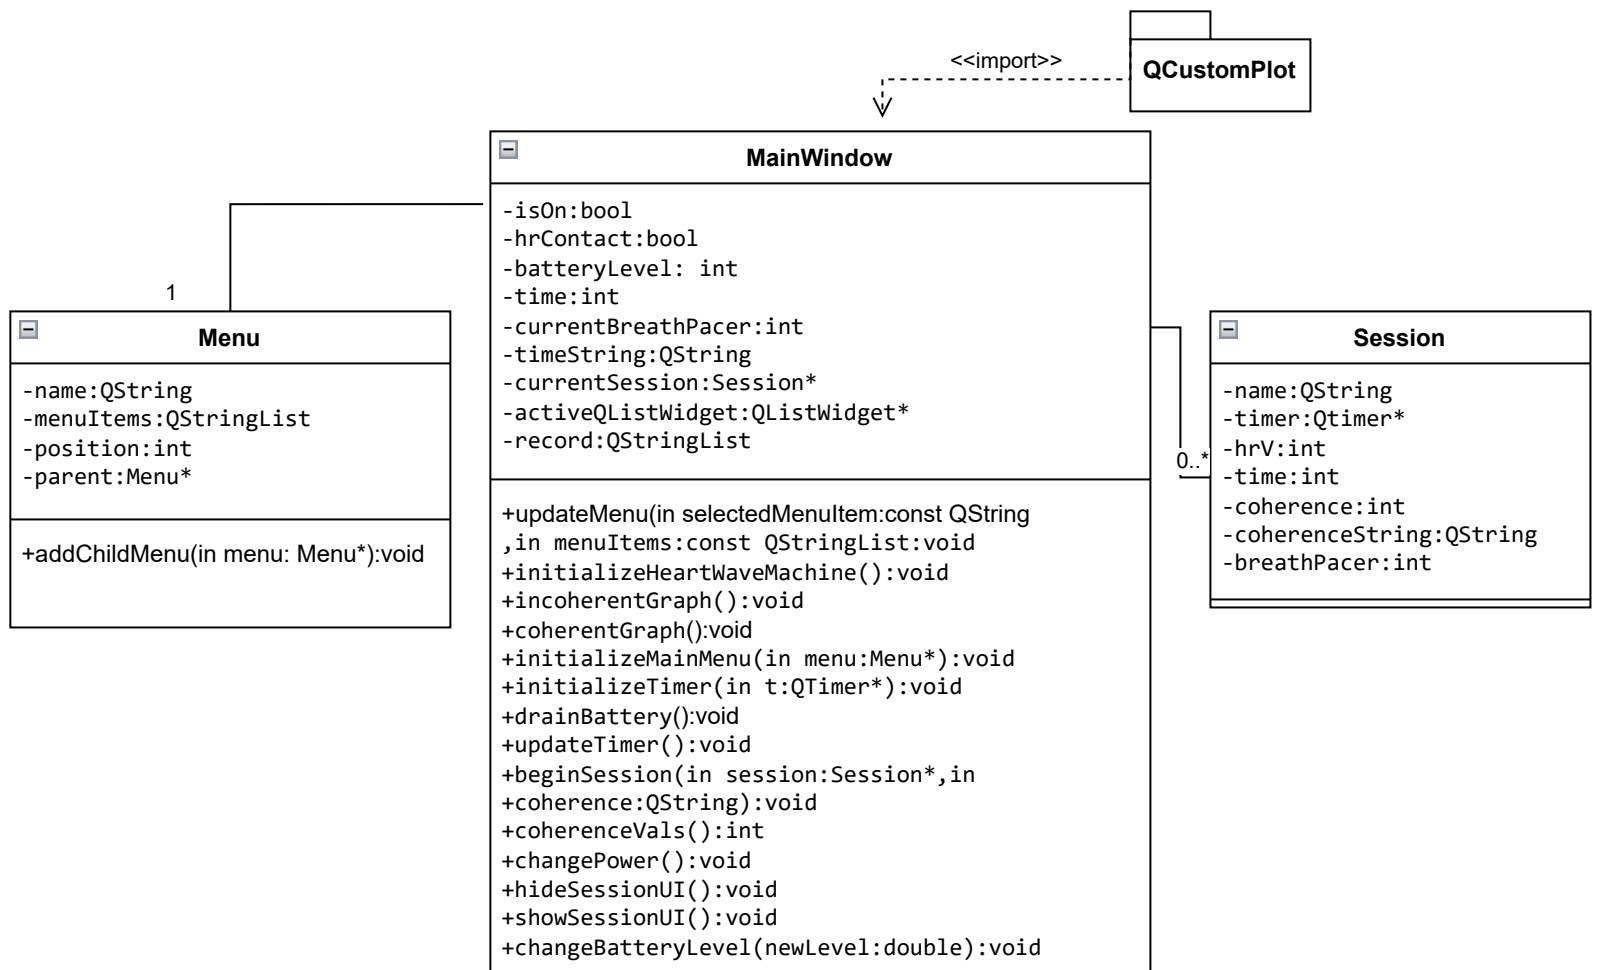 <<import>>
QCustomPlot
MainWindow
-isOn:bool
-hrContact:bool
-batteryLevel: int
-time:int
-currentBreathPacer:int
-timeString:QString
-currentSession:Session*
-activeQListWidget:QListWidget*
-record:QStringList
+updateMenu(in selectedMenuItem:const QString
,in menuItems:const QStringList:void
+initializeHeartWaveMachine():void
+incoherentGraph():void
+coherentGraph():void
+initializeMainMenu(in menu:Menu*):void
+initializeTimer(in t:QTimer*):void
+drainBattery():void
+updateTimer():void
+beginSession(in session:Session*,in
+coherence:QString):void
+coherenceVals():int
+changePower():void
+hideSessionUI():void
+showSessionUI():void
+changeBatteryLevel(newLevel:double):void
1
Menu
-name:QString
-menuItems:QStringList
-position:int
-parent:Menu*
+addChildMenu(in menu: Menu*):void
0..*
Session
-name:QString
-timer:Qtimer*
-hrV:int
-time:int
-coherence:int
-coherenceString:QString
-breathPacer:int